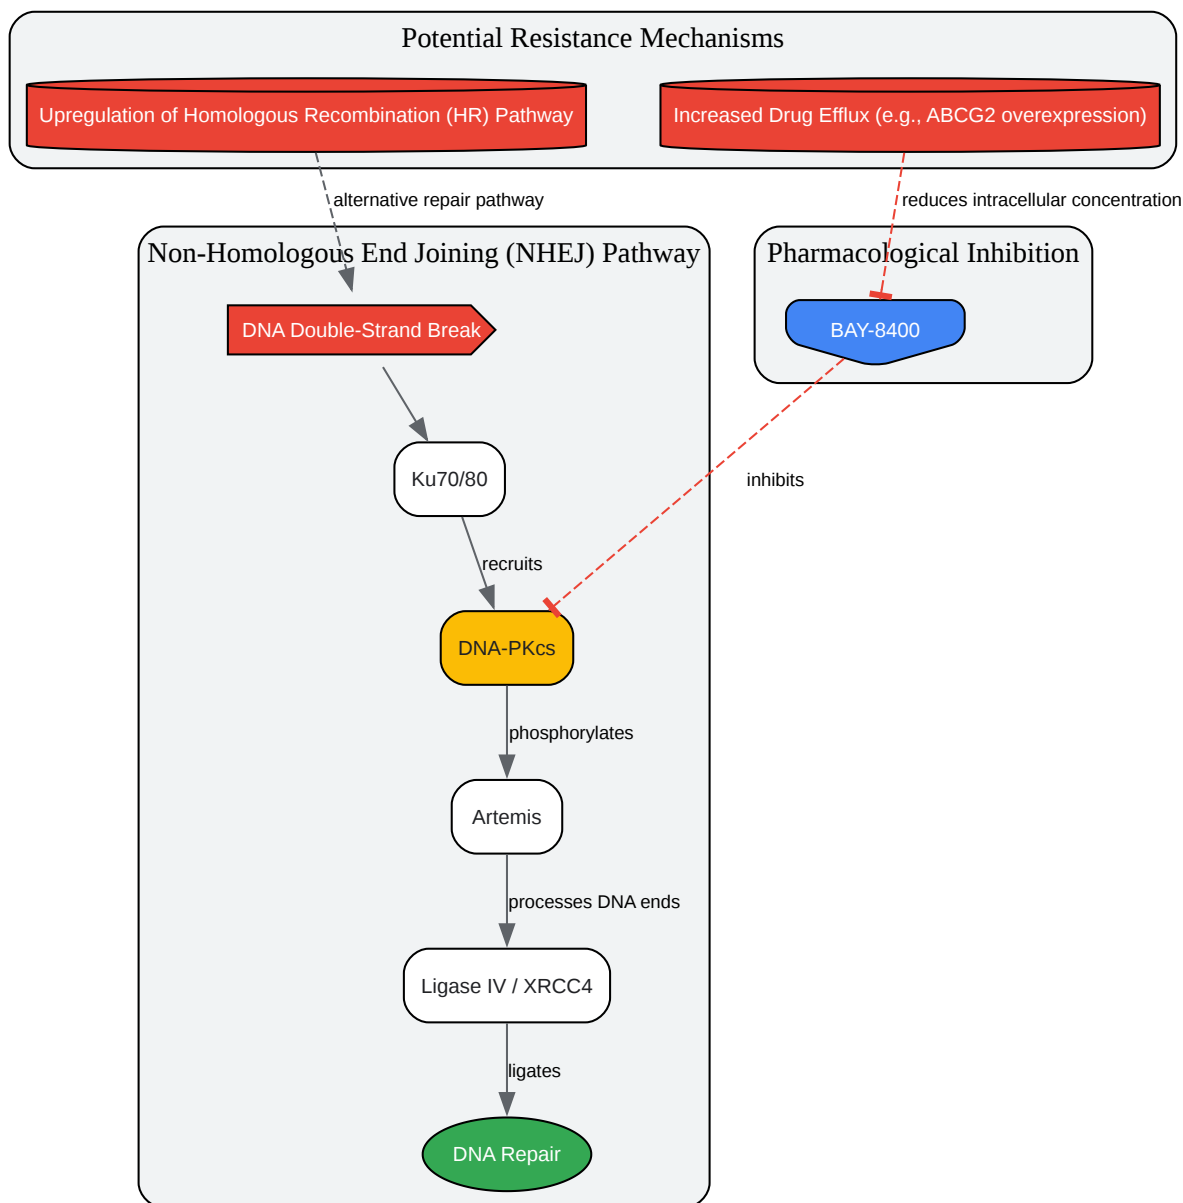 Potential Resistance Mechanisms
Upregulation of Homologous Recombination (HR) Pathway
Increased Drug Efflux (e.g., ABCG2 overexpression)
alternative repair pathway
reduces intracellular concentration
Non-Homologous End Joining (NHEJ) Pathway
Pharmacological Inhibition
DNA Double-Strand Break
BAY-8400
Ku70/80
inhibits
recruits
DNA-PKcs
phosphorylates
Artemis
processes DNA ends
Ligase IV / XRCC4
ligates
DNA Repair